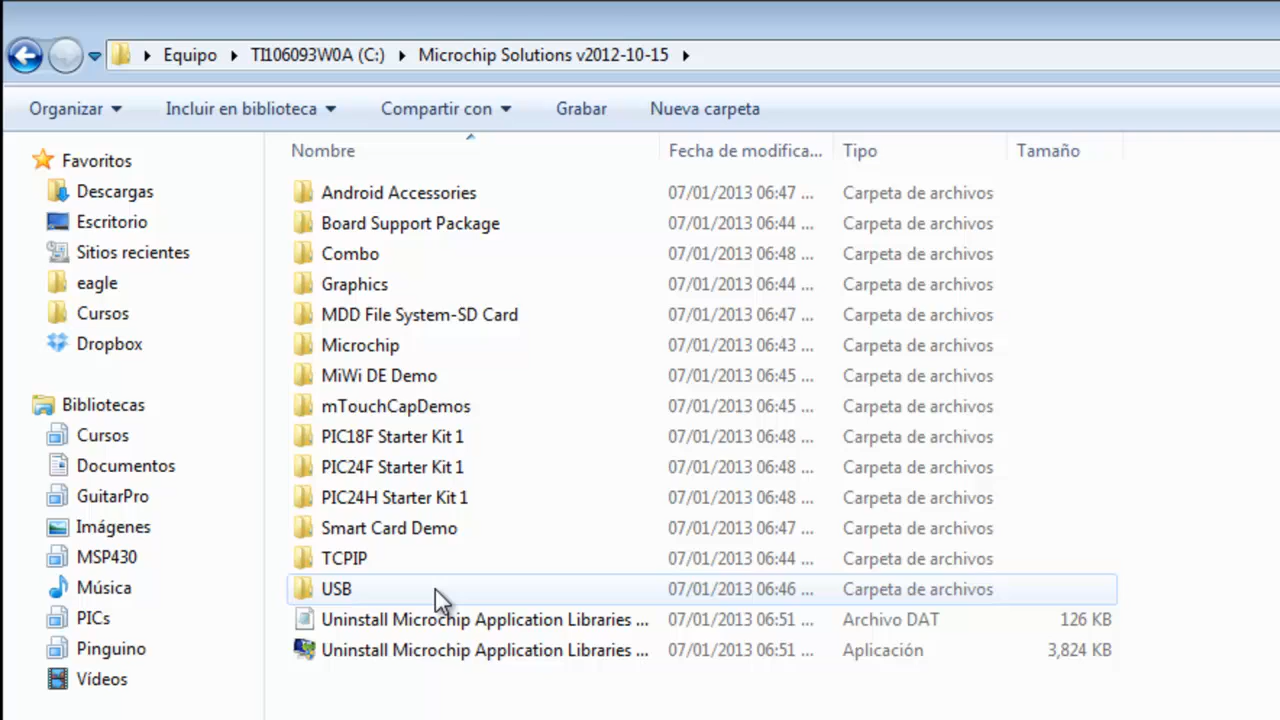 Equipo TI106093W0A (C:) Microchip Solutions v2012-10-15
Organizar Incluir en biblioteca Compartir con Grabar Nueva carpeta
Favoritos
Descargas
Escritorio
Sitios recientes
eagle
Cursos
Dropbox
Bibliotecas
Cursos
Documentos
GuitarPro
Imágenes
MSP430
Música
PICs
Pinguino
Vídeos
Nombre Fecha de modifica... Tipo Tamaño
Android Accessories 07/01/2013 06:47 ... Carpeta de archivos
Board Support Package 07/01/2013 06:44 ... Carpeta de archivos
Combo 07/01/2013 06:48 ... Carpeta de archivos
Graphics 07/01/2013 06:44 ... Carpeta de archivos
MDD File System-SD Card 07/01/2013 06:47 ... Carpeta de archivos
Microchip 07/01/2013 06:43 ... Carpeta de archivos
MiWi DE Demo 07/01/2013 06:45 ... Carpeta de archivos
mTouchCapDemos 07/01/2013 06:45 ... Carpeta de archivos
PIC18F Starter Kit 1 07/01/2013 06:48 ... Carpeta de archivos
PIC24F Starter Kit 1 07/01/2013 06:48 ... Carpeta de archivos
PIC24H Starter Kit 1 07/01/2013 06:48 ... Carpeta de archivos
Smart Card Demo 07/01/2013 06:47 ... Carpeta de archivos
TCPIP 07/01/2013 06:44 ... Carpeta de archivos
USB 07/01/2013 06:46 ... Carpeta de archivos
Uninstall Microchip Application Libraries ... 07/01/2013 06:51 ... Archivo DAT 126 KB
Uninstall Microchip Application Libraries ... 07/01/2013 06:51 ... Aplicación 3,824 KB